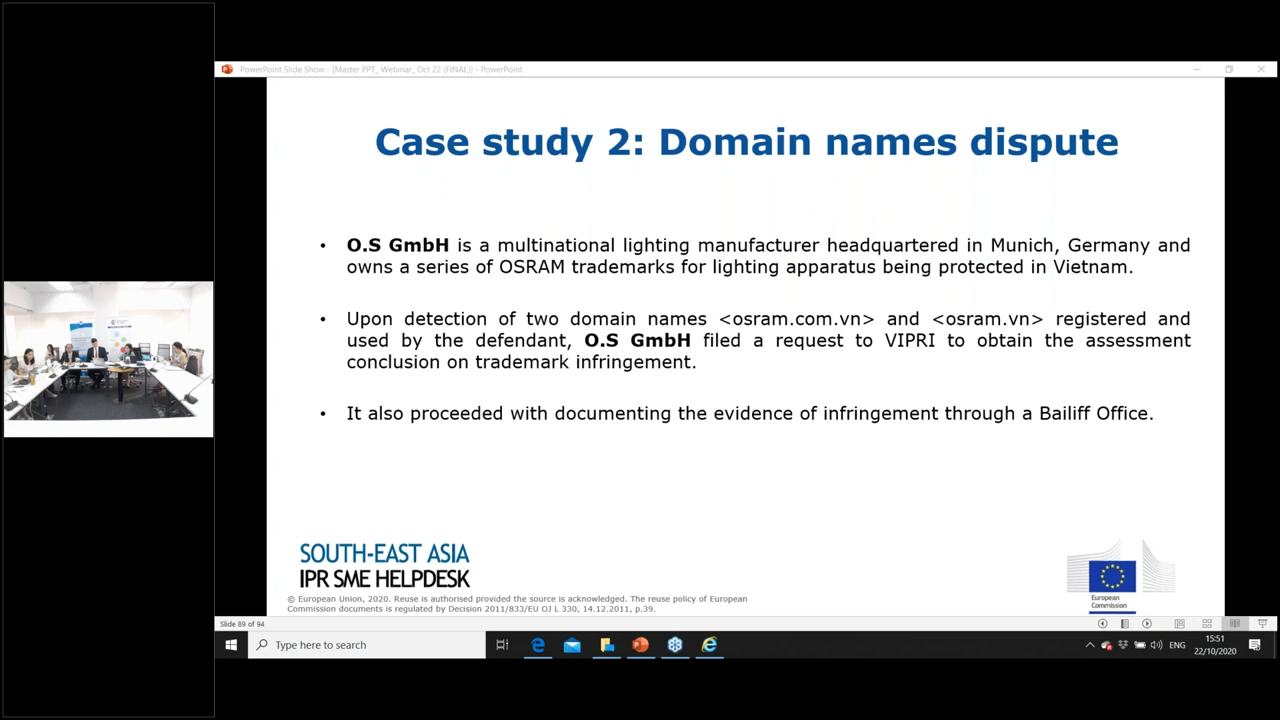 PowerPoint Slide Show - [Master PPT_ Webinar_ Oct 22 (FINAL)] - PowerPoint
Case study 2: Domain names dispute
• O.S GmbH is a multinational lighting manufacturer headquartered in Munich, Germany and
owns a series of OSRAM trademarks for lighting apparatus being protected in Vietnam.
• Upon detection of two domain names <osram.com.vn> and <osram.vn> registered and
used by the defendant, O.S GmbH filed a request to VIPRI to obtain the assessment
conclusion on trademark infringement.
• It also proceeded with documenting the evidence of infringement through a Bailiff Office.
SOUTH-EAST ASIA
IPR SME HELPDESK
© European Union, 2020. Reuse is authorised provided the source is acknowledged. The reuse policy of European
Commission documents is regulated by Decision 2011/833/EU OJ L 330, 14.12.2011, p.39.
European
Commission
Slide 89 of 94
Type here to search
ENG
15:51
22/10/2020